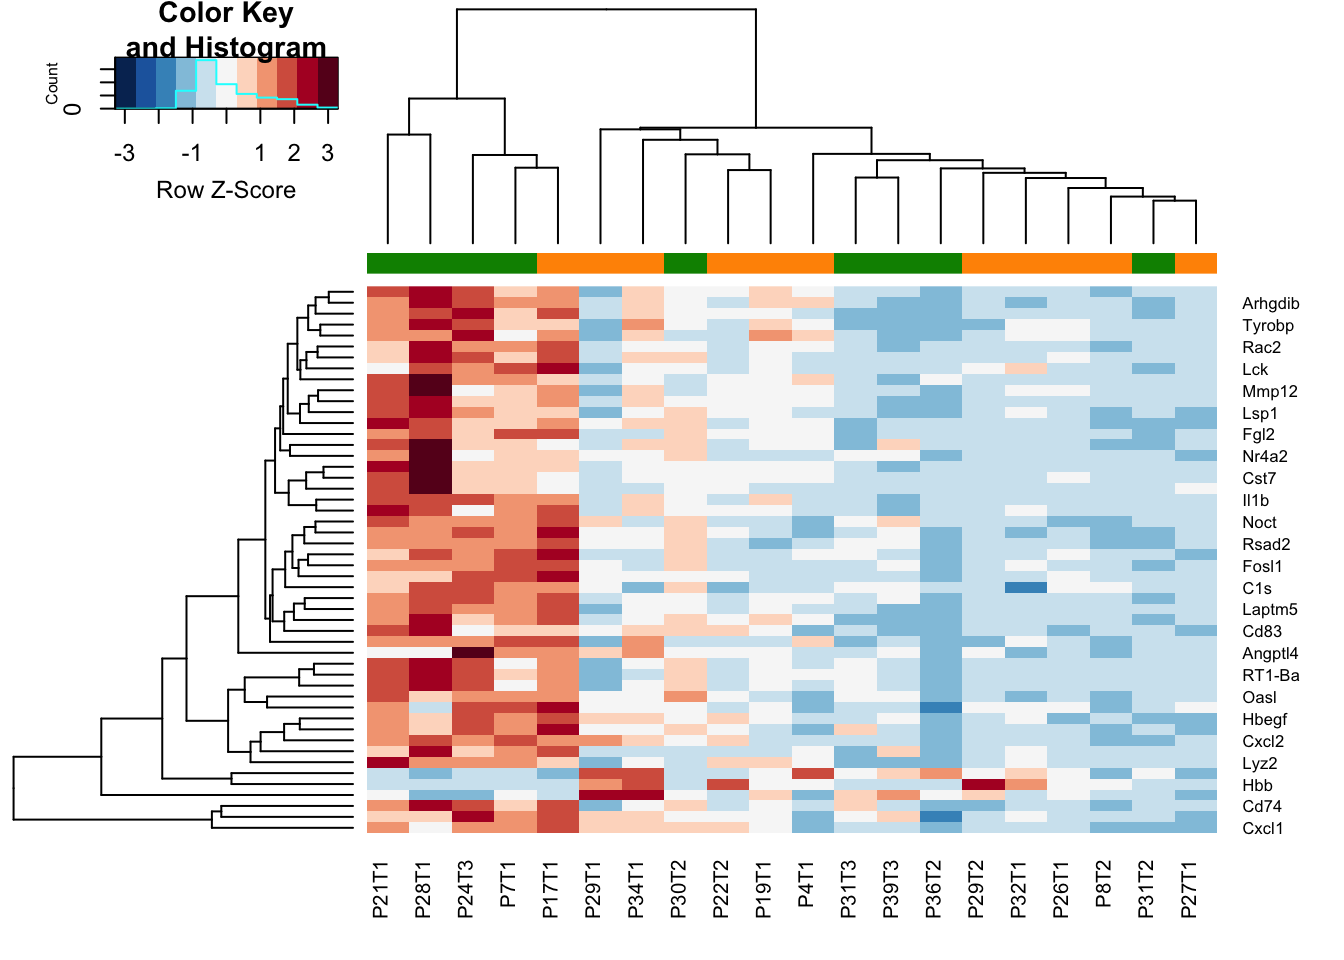 Color Key
and Histogram
Count
0
-3 -1 1 2 3
Row Z-Score
Arhgdib
Tyrobp
Rac2
Lck
Mmp12
Lsp1
Fgl2
Nr4a2
Cst7
Il1b
Noct
Rsad2
Fosl1
C1s
Laptm5
Cd83
Angptl4
RT1-Ba
Oasl
Hbegf
Cxcl2
Lyz2
Hbb
Cd74
Cxcl1
P21T1
P28T1
P24T3
P7T1
P17T1
P29T1
P34T1
P30T2
P22T2
P19T1
P4T1
P31T3
P39T3
P36T2
P29T2
P32T1
P26T1
P8T2
P31T2
P27T1